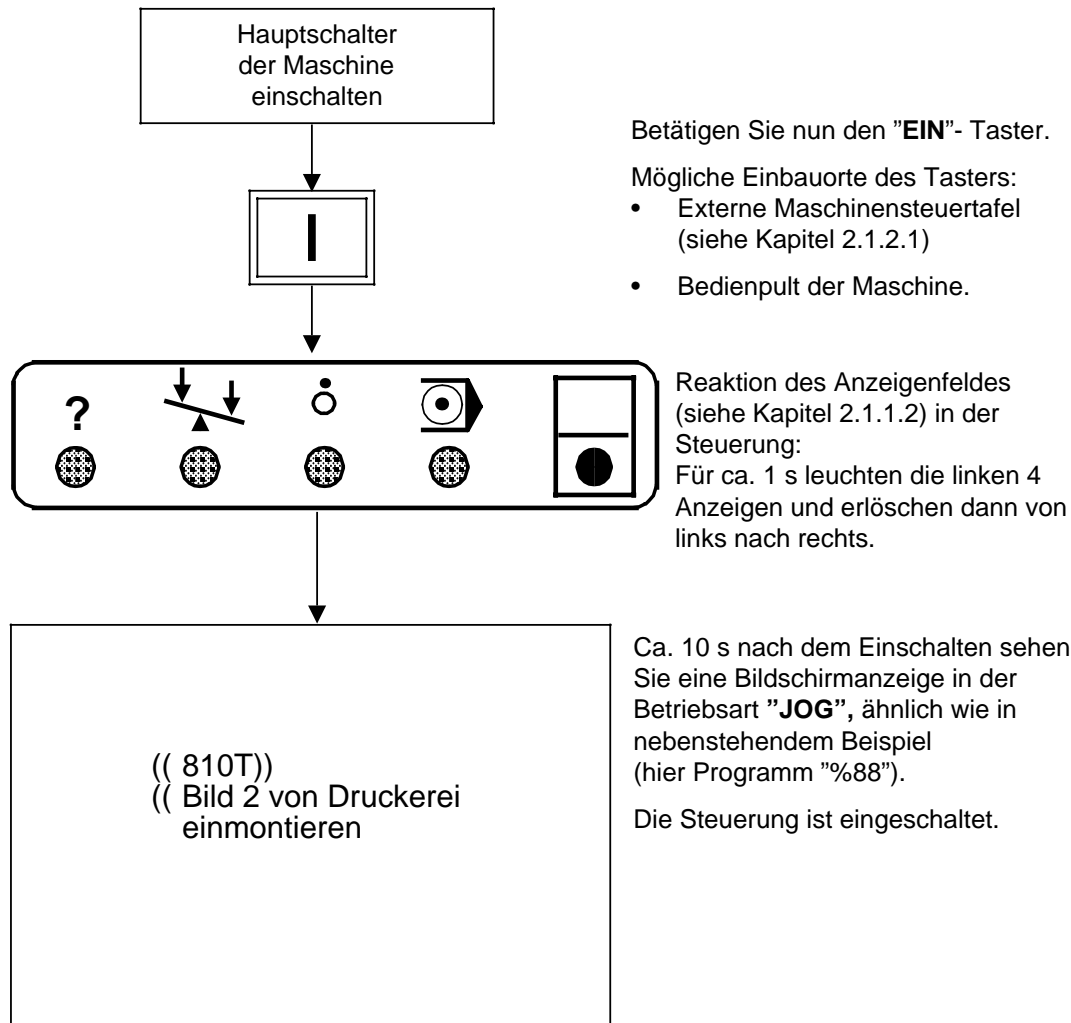 Hauptschalter
der Maschine
einschalten
Betätigen Sie nun den ”EIN”- Taster.
Mögliche Einbauorte des Tasters:
• Externe Maschinensteuertafel
(siehe Kapitel 2.1.2.1)
• Bedienpult der Maschine.
I
?
Reaktion des Anzeigenfeldes
(siehe Kapitel 2.1.1.2) in der
Steuerung:
Für ca. 1 s leuchten die linken 4
Anzeigen und erlöschen dann von
links nach rechts.
Ca. 10 s nach dem Einschalten sehen
Sie eine Bildschirmanzeige in der
Betriebsart ”JOG”, ähnlich wie in
nebenstehendem Beispiel
(hier Programm ”%88”).
Die Steuerung ist eingeschaltet.
(( 810T))
(( Bild 2 von Druckerei
einmontieren